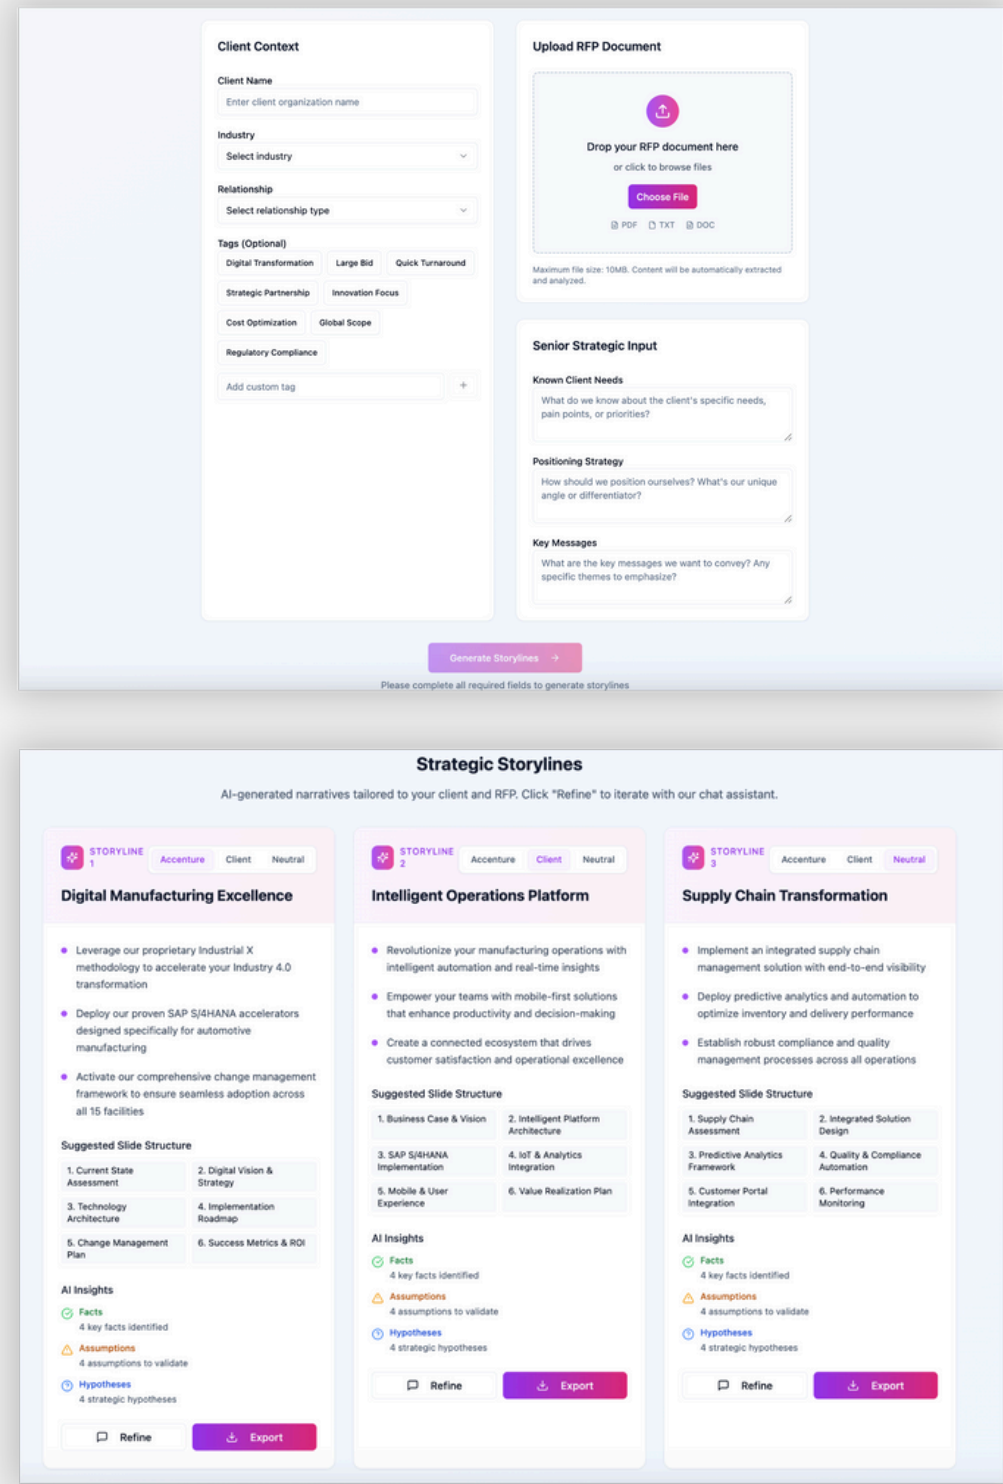 Client Context
Client Name
Enter client organization name
Industry
Select industry
Relationship
Select relationship type
Tags (Optional)
Digital Transformation
Large Bid
Quick Turnaround
Strategic Partnership
Innovation Focus
Cost Optimization
Global Scope
Regulatory Compliance
Add custom tag
+
Upload RFP Document
Drop your RFP document here
or click to browse files
Choose File
PDF
TXT
DOC
Maximum file size: 10MB. Content will be automatically extracted
and analyzed.
Senior Strategic Input
Known Client Needs
What do we know about the client's specific needs,
pain points, or priorities?
Positioning Strategy
How should we position ourselves? What's our unique
angle or differentiator?
Key Messages
What are the key messages we want to convey? Any
specific themes to emphasize?
Generate Storylines →
Please complete all required fields to generate storylines
Strategic Storylines
AI-generated narratives tailored to your client and RFP. Click "Refine" to iterate with our chat assistant.
STORYLINE
1
Accenture
Client
Neutral
Digital Manufacturing Excellence
Leverage our proprietary Industrial X
methodology to accelerate your Industry 4.0
transformation
Deploy our proven SAP S/4HANA accelerators
designed specifically for automotive
manufacturing
Activate our comprehensive change management
framework to ensure seamless adoption across
all 15 facilities
Suggested Slide Structure
1. Current State
Assessment
2. Digital Vision &
Strategy
3. Technology
Architecture
4. Implementation
Roadmap
5. Change Management
Plan
6. Success Metrics & ROI
AI Insights
Facts
4 key facts identified
Assumptions
4 assumptions to validate
Hypotheses
4 strategic hypotheses
Refine
Export
STORYLINE
2
Accenture
Client
Neutral
Intelligent Operations Platform
Revolutionize your manufacturing operations with
intelligent automation and real-time insights
Empower your teams with mobile-first solutions
that enhance productivity and decision-making
Create a connected ecosystem that drives
customer satisfaction and operational excellence
Suggested Slide Structure
1. Business Case & Vision
2. Intelligent Platform
Architecture
3. SAP S/4HANA
Implementation
4. IoT & Analytics
Integration
5. Mobile & User
Experience
6. Value Realization Plan
AI Insights
Facts
4 key facts identified
Assumptions
4 assumptions to validate
Hypotheses
4 strategic hypotheses
Refine
Export
STORYLINE
3
Accenture
Client
Neutral
Supply Chain Transformation
Implement an integrated supply chain
management solution with end-to-end visibility
Deploy predictive analytics and automation to
optimize inventory and delivery performance
Establish robust compliance and quality
management processes across all operations
Suggested Slide Structure
1. Supply Chain
Assessment
2. Integrated Solution
Design
3. Predictive Analytics
Framework
4. Quality & Compliance
Automation
5. Customer Portal
Integration
6. Performance
Monitoring
AI Insights
Facts
4 key facts identified
Assumptions
4 assumptions to validate
Hypotheses
4 strategic hypotheses
Refine
Export